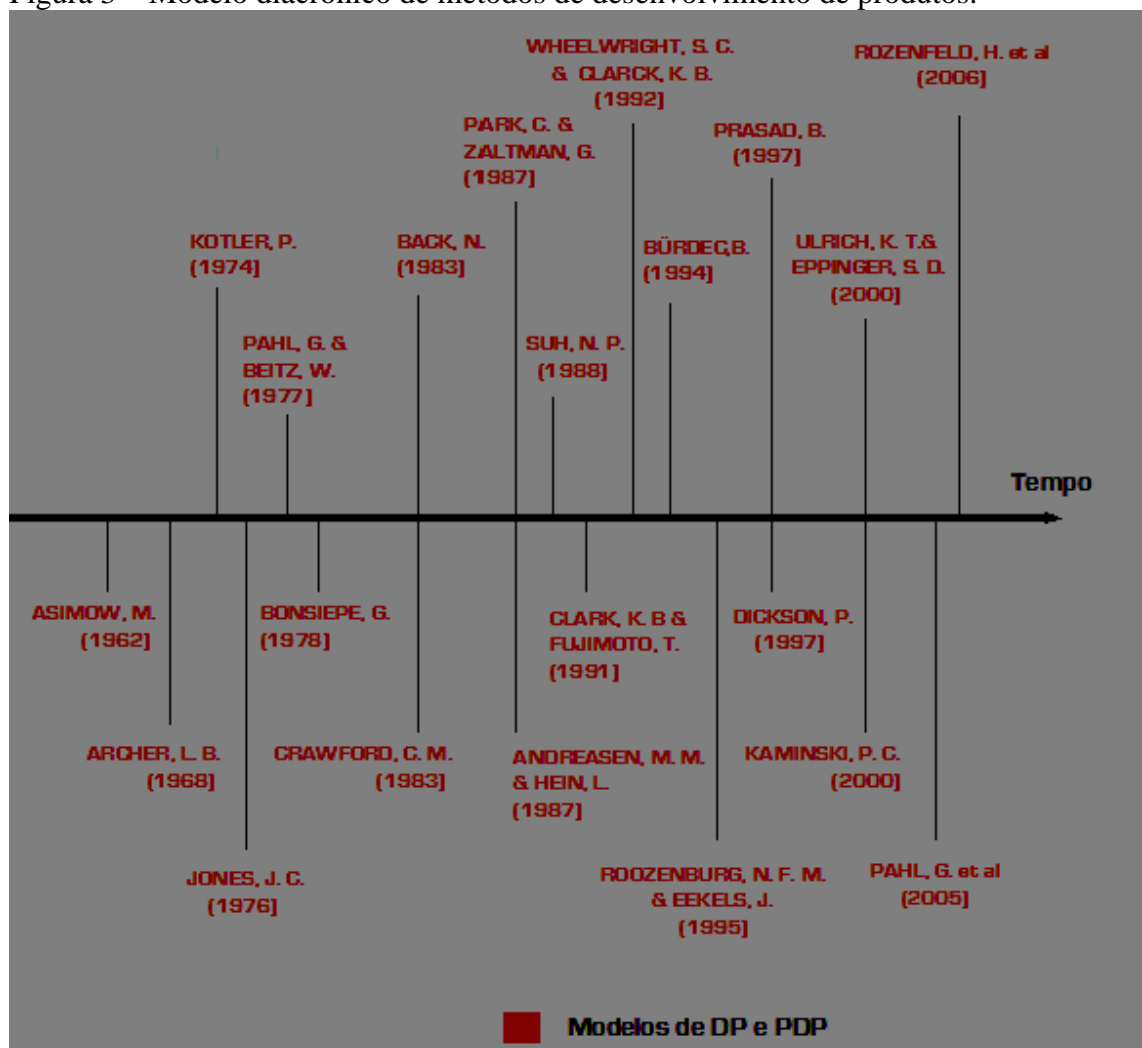 Figura 3 – Modelo diacrônico de métodos de desenvolvimento de produtos.
WHEELWRIGHT, S. C.
& CLARCK, K. B.
(1992)
ROZENFELD, H. et al
(2006)
PARK, C. &
ZALTMAN, G.
(1987)
PRASAD, B.
(1997)
KOTLER, P.
(1974)
BACK, N.
(1983)
BÜRDEC,B.
(1994)
ULRICH, K. T.&
EPPINGER, S. D.
(2000)
PAHL, G. &
BEITZ, W.
(1977)
SUH, N. P.
(1988)
Tempo
ASIMOW, M.
(1962)
BONSIEPE, G.
(1978)
CLARK, K. B &
FUJIMOTO, T.
(1991)
DICKSON, P.
(1997)
ARCHER, L. B.
(1968)
CRAWFORD, C. M.
(1983)
ANDREASEN, M. M.
& HEIN, L.
(1987)
KAMINSKI, P. C.
(2000)
JONES, J. C.
(1976)
ROOZENBURG, N. F. M.
& EEKELS, J.
(1995)
PAHL, G. et al
(2005)
Modelos de DP e PDP